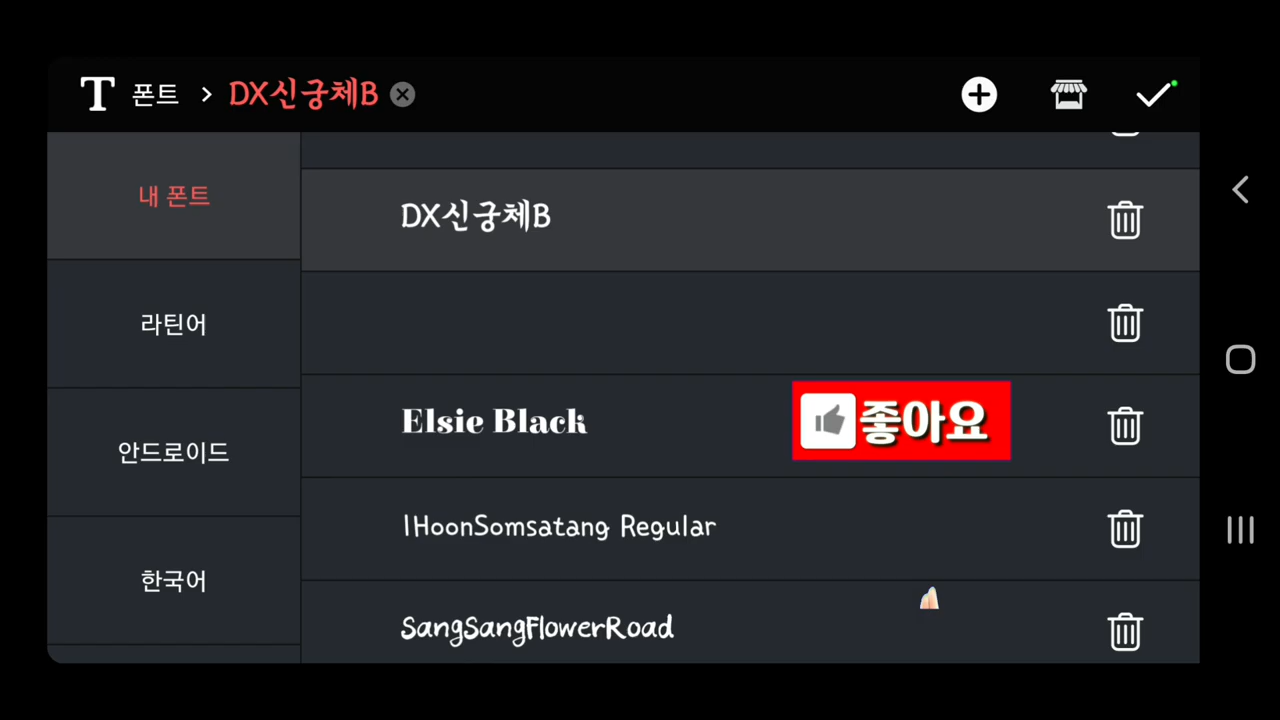 T 폰트 > DX신궁체B
내 폰트
라틴어
안드로이드
한국어
DX신궁체B
Elsie Black
좋아요
1HoonSomsatang Regular
SangSangFlowerRoad